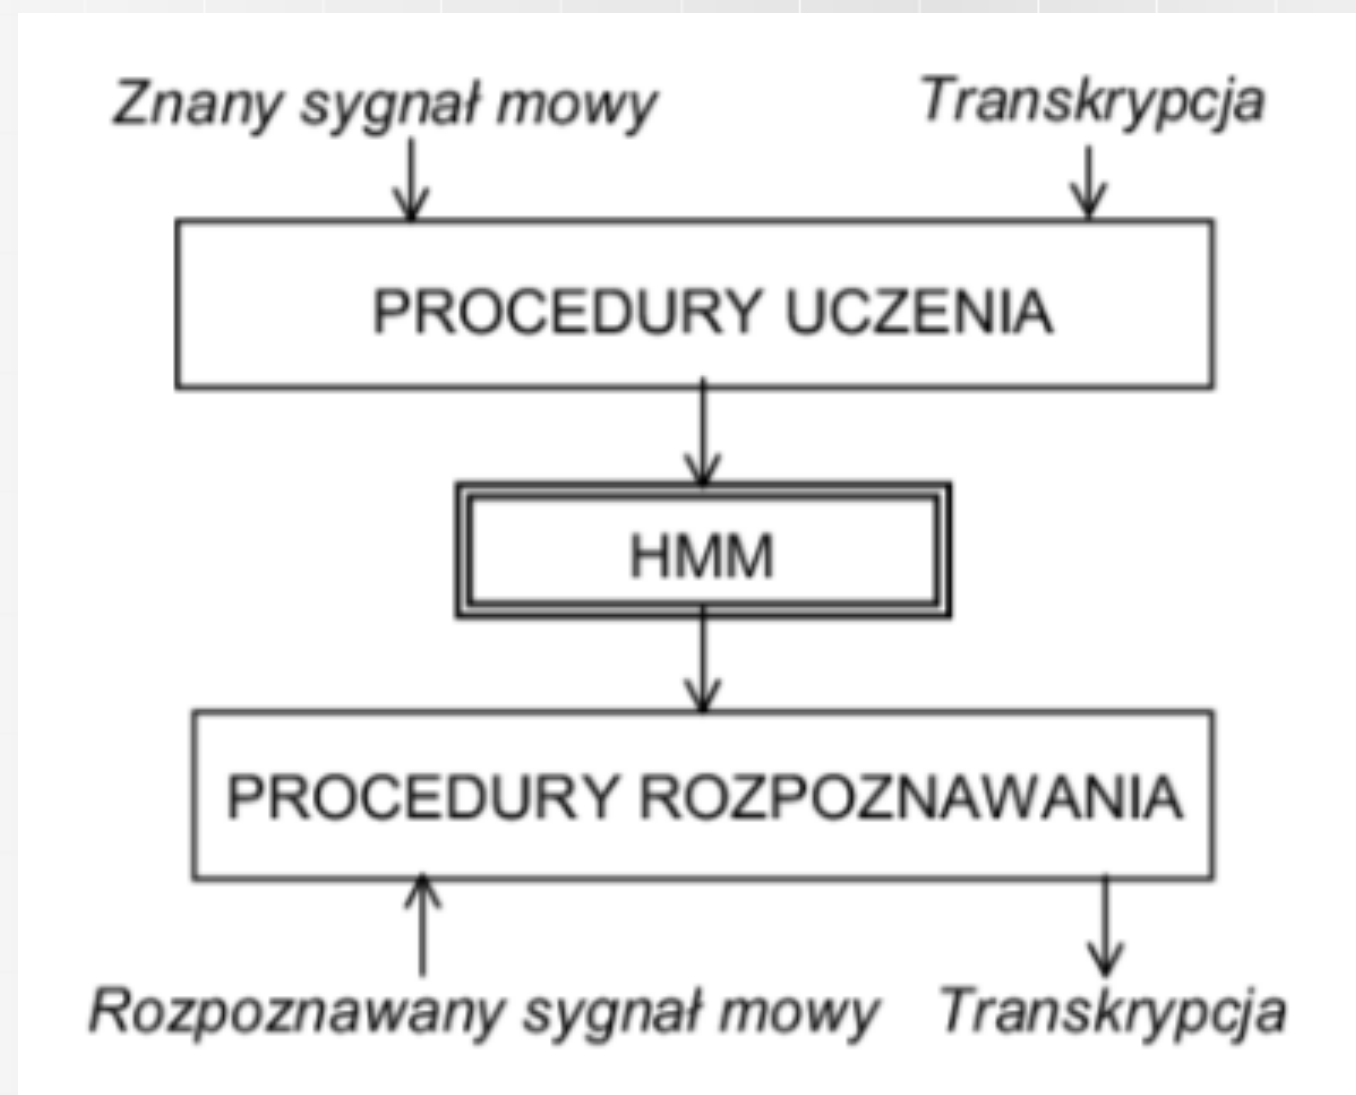 Znany sygnał mowy
Transkrypcja
PROCEDURY UCZENIA
HMM
PROCEDURY ROZPOZNAWANIA
Rozpoznawany sygnał mowy
Transkrypcja